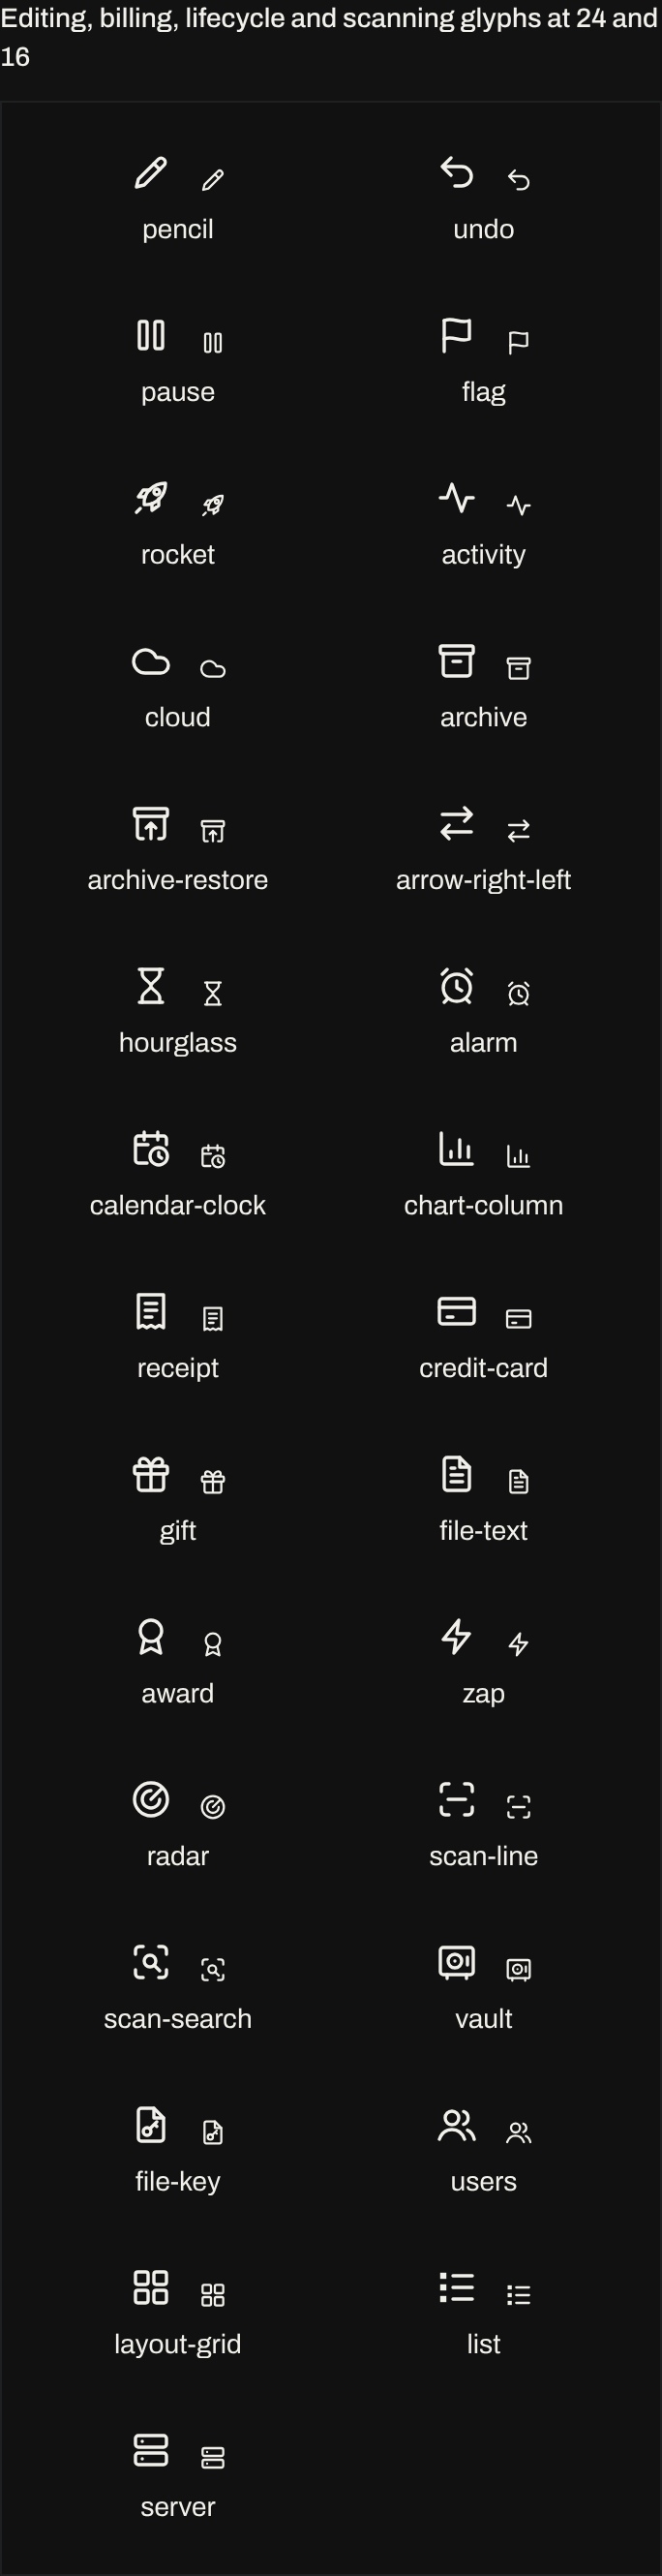 Editing, billing, lifecycle and scanning glyphs at 24 and
16
pencil
undo
pause
flag
rocket
activity
cloud
archive
archive-restore
arrow-right-left
hourglass
alarm
calendar-clock
chart-column
receipt
credit-card
gift
file-text
award
zap
radar
scan-line
scan-search
vault
file-key
users
layout-grid
list
server